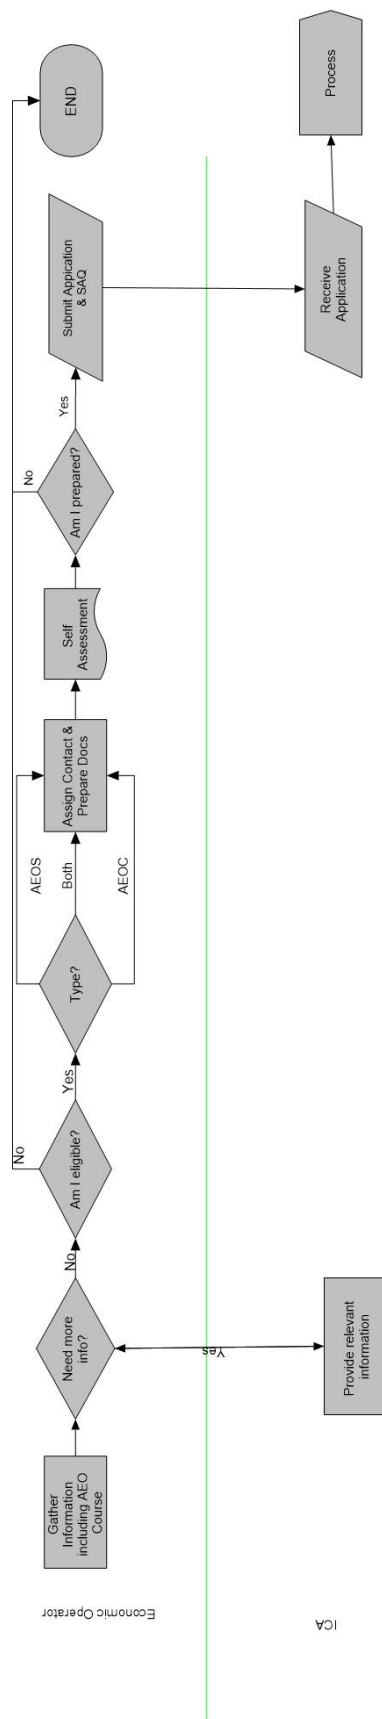 Gather
Information
including AEO
Course
Need more
info?
No
Yes
Am I eligible?
No
Yes
Type?
AEOS
Both
AEOC
Assign Contact &
Prepare Docs
Self
Assessment
Am I prepared?
No
Yes
Submit Appication
& SAQ
END
Economic Operator
ICA
Provide relevant
information
Receive
Application
Process